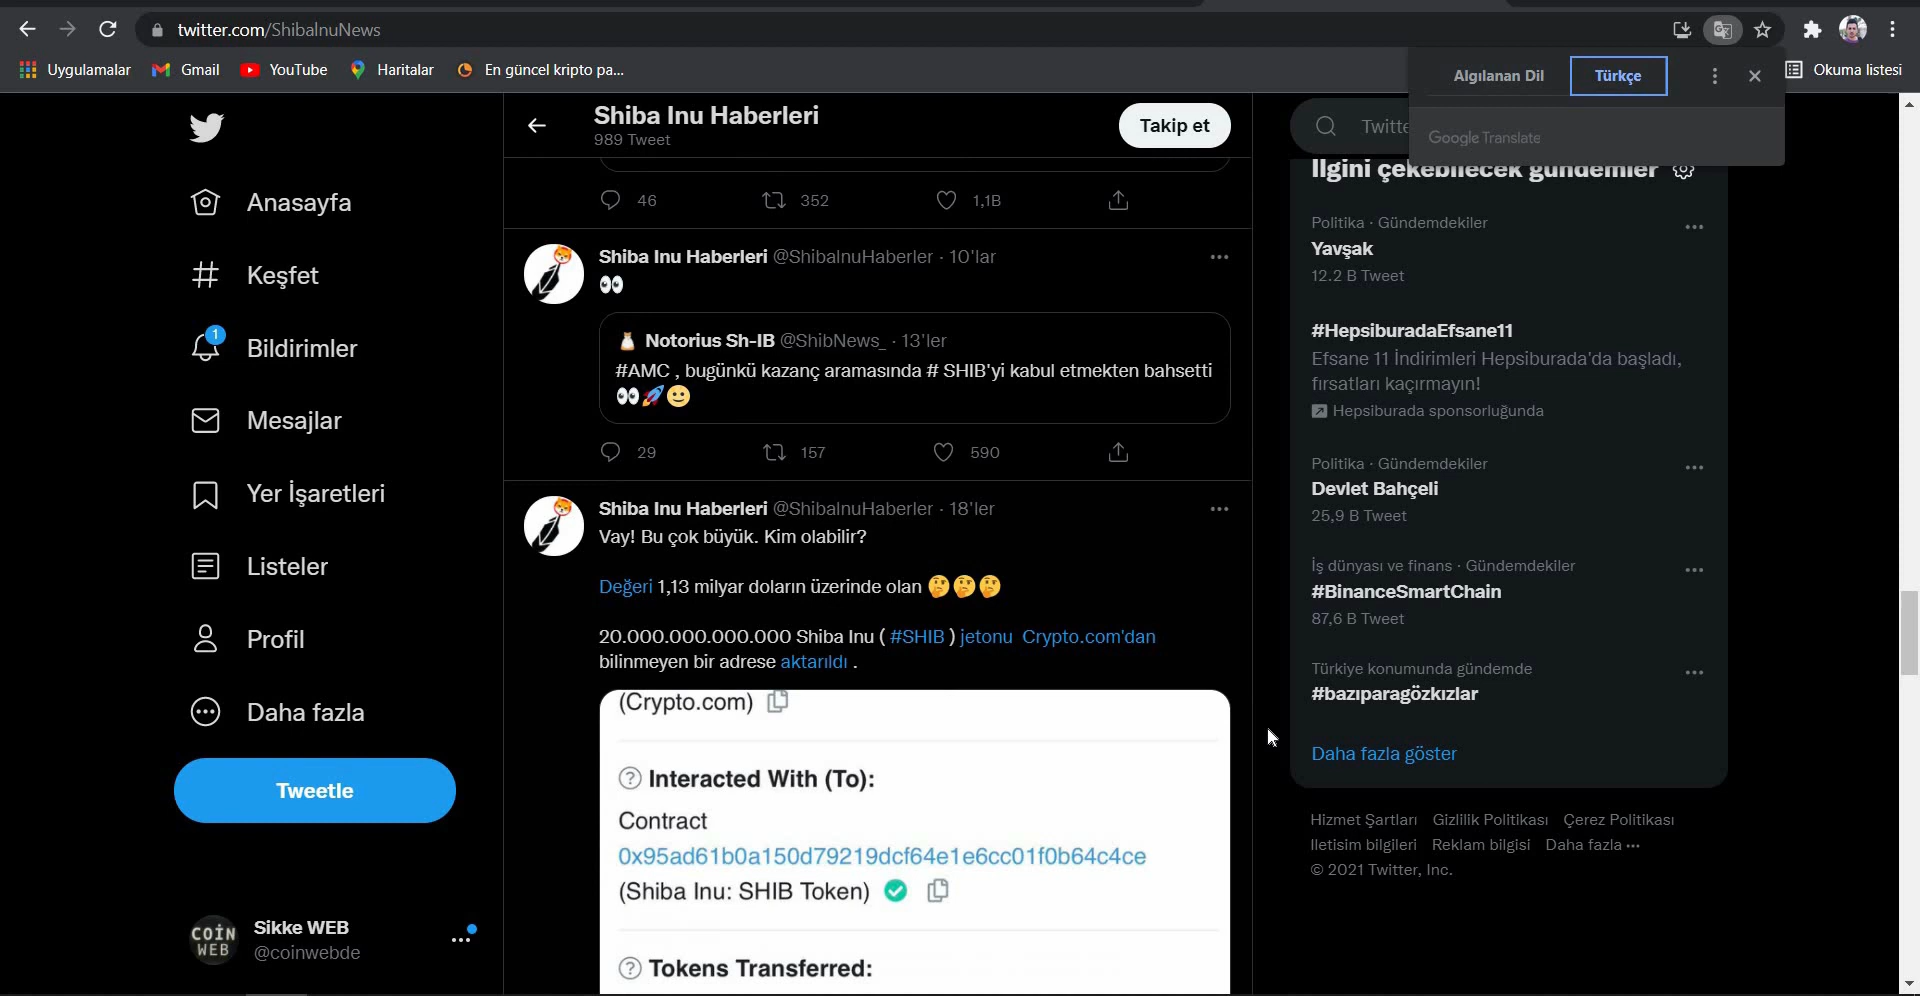 twitter.com/ShibaInuNews
Uygulamalar
Gmail
YouTube
Haritalar
En güncel kripto pa...
Okuma listesi
Algılanan Dil
Türkçe
Google Translate
Anasayfa
Keşfet
1
Bildirimler
Mesajlar
Yer İşaretleri
Listeler
Profil
Daha fazla
Tweetle
COİN
WEB
Sikke WEB
@coinwebde
Shiba Inu Haberleri
989 Tweet
Takip et
46
352
1,1B
Shiba Inu Haberleri @ShibaInuHaberler · 10'lar
👀
Notorius Sh-IB @ShibNews_ · 13'ler
#AMC , bugünkü kazanç aramasında # SHIB'yi kabul etmekten bahsetti
👀🚀🙂
29
157
590
Shiba Inu Haberleri @ShibaInuHaberler · 18'ler
Vay! Bu çok büyük. Kim olabilir?
Değeri 1,13 milyar doların üzerinde olan 🤔🤔🤔
20.000.000.000.000 Shiba Inu ( #SHIB ) jetonu Crypto.com'dan
bilinmeyen bir adrese aktarıldı .
(Crypto.com)
Interacted With (To):
Contract
0x95ad61b0a150d79219dcf64e1e6cc01f0b64c4ce
(Shiba Inu: SHIB Token)
Tokens Transferred:
Twitte
İlgini çekebilecek gündemler
Politika · Gündemdekiler
Yavşak
12.2 B Tweet
#HepsiburadaEfsane11
Efsane 11 İndirimleri Hepsiburada'da başladı,
fırsatları kaçırmayın!
Hepsiburada sponsorluğunda
Politika · Gündemdekiler
Devlet Bahçeli
25,9 B Tweet
İş dünyası ve finans · Gündemdekiler
#BinanceSmartChain
87,6 B Tweet
Türkiye konumunda gündemde
#bazıparagözkızlar
Daha fazla göster
Hizmet Şartları Gizlilik Politikası Çerez Politikası
Iletisim bilgileri Reklam bilgisi Daha fazla ···
© 2021 Twitter, Inc.